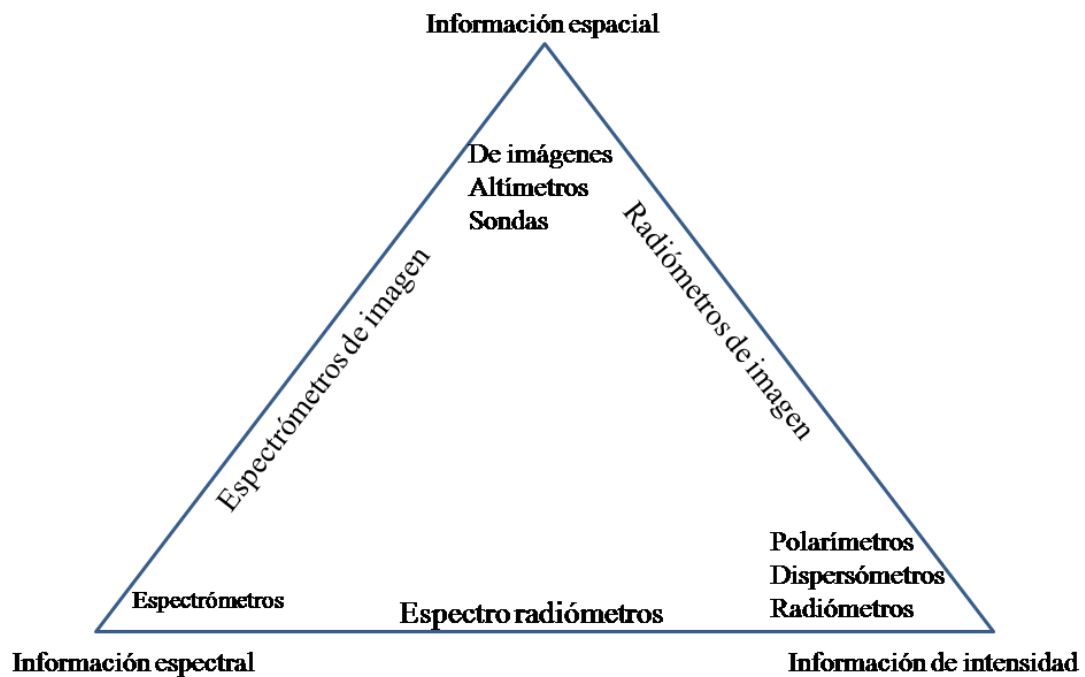 Información espacial
De imágenes
Altímetros
Sondas
Espectrómetros de imagen
Radiómetros de imagen
Polarímetros
Dispersómetros
Radiómetros
Espectrómetros
Espectro radiómetros
Información espectral
Información de intensidad